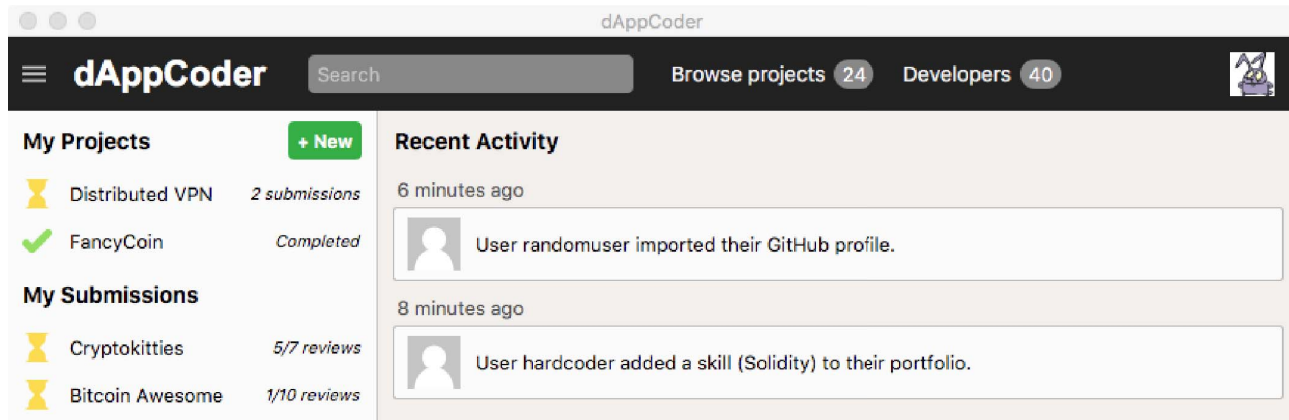 dAppCoder
dAppCoder Search Browse projects 24 Developers 40
My Projects + New
Distributed VPN 2 submissions
FancyCoin Completed
My Submissions
Cryptokitties 5/7 reviews
Bitcoin Awesome 1/10 reviews
Recent Activity
6 minutes ago
User randomuser imported their GitHub profile.
8 minutes ago
User hardcoder added a skill (Solidity) to their portfolio.